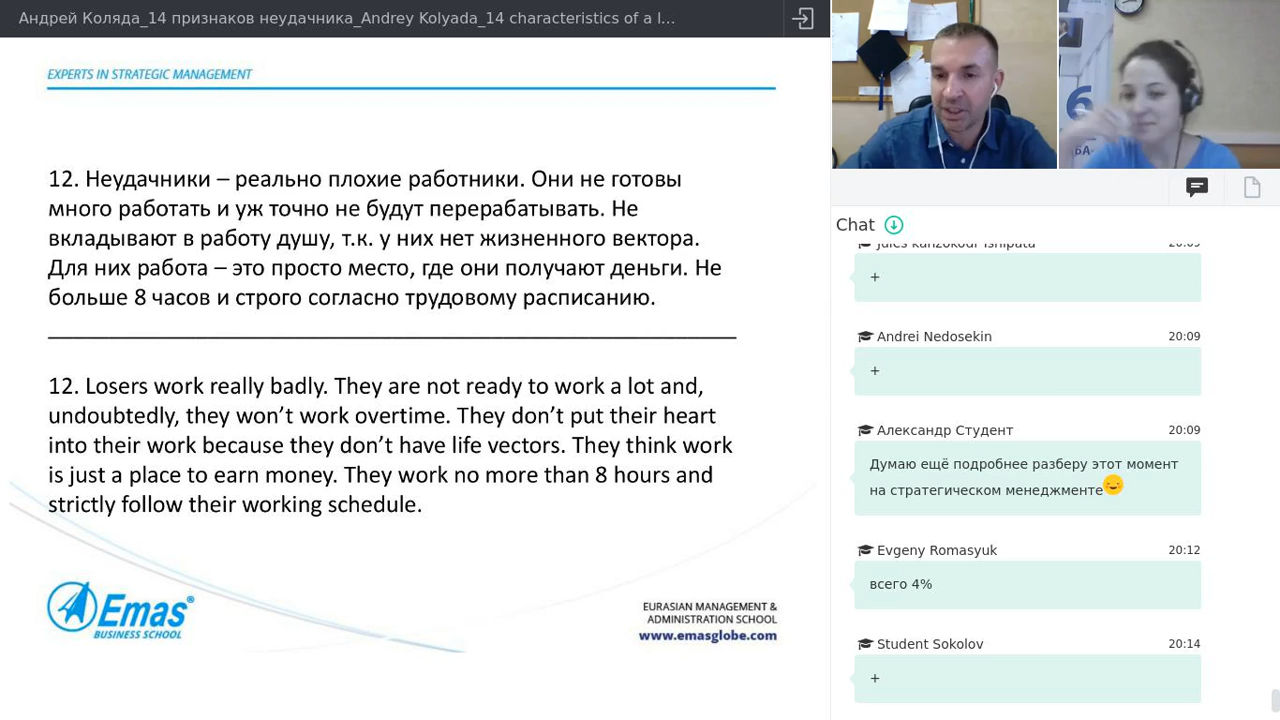 Андрей Коляда_14 признаков неудачника_Andrey Kolyada_14 characteristics of a l...
EXPERTS IN STRATEGIC MANAGEMENT
12. Неудачники – реально плохие работники. Они не готовы
много работать и уж точно не будут перерабатывать. Не
вкладывают в работу душу, т.к. у них нет жизненного вектора.
Для них работа – это просто место, где они получают деньги. Не
больше 8 часов и строго согласно трудовому расписанию.
12. Losers work really badly. They are not ready to work a lot and,
undoubtedly, they won’t work overtime. They don’t put their heart
into their work because they don’t have life vectors. They think work
is just a place to earn money. They work no more than 8 hours and
strictly follow their working schedule.
Emas®
BUSINESS SCHOOL
EURASIAN MANAGEMENT &
ADMINISTRATION SCHOOL
www.emasglobe.com
6
Chat
+
Andrei Nedosekin 20:09
+
Александр Студент 20:09
Думаю ещё подробнее разберу этот момент
на стратегическом менеджменте
Evgeny Romasyuk 20:12
всего 4%
Student Sokolov 20:14
+